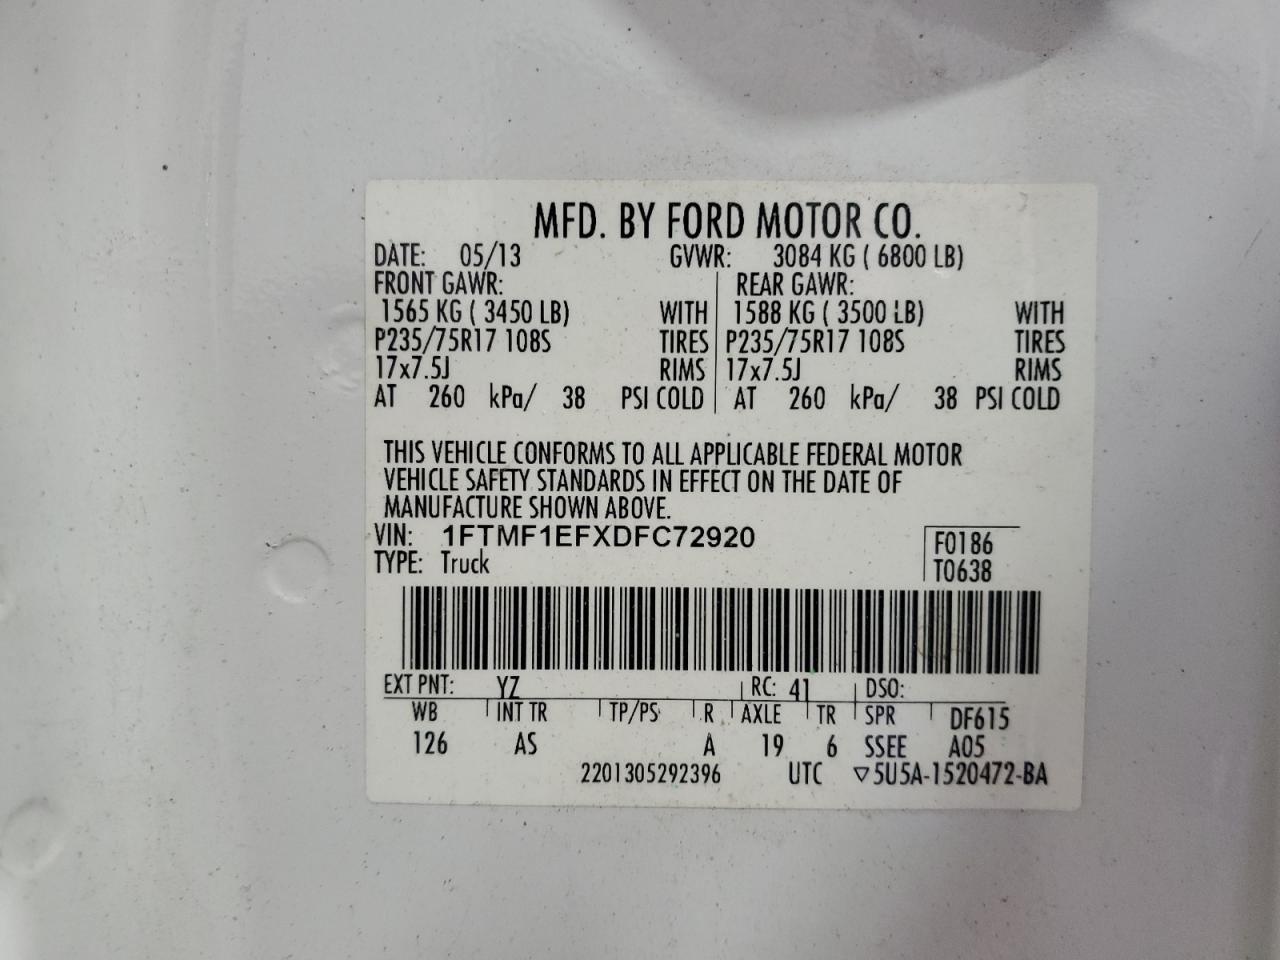 MFD. BY FORD MOTOR CO.
DATE: 05/13 GVWR: 3084 KG ( 6800 LB)
FRONT GAWR: REAR GAWR:
1565 KG ( 3450 LB) WITH 1588 KG ( 3500 LB) WITH
P235/75R17 108S TIRES P235/75R17 108S TIRES
17x7.5J RIMS 17x7.5J RIMS
AT 260 kPa/ 38 PSI COLD AT 260 kPa/ 38 PSI COLD
THIS VEHICLE CONFORMS TO ALL APPLICABLE FEDERAL MOTOR
VEHICLE SAFETY STANDARDS IN EFFECT ON THE DATE OF
MANUFACTURE SHOWN ABOVE.
VIN: 1FTMF1EFXDFC72920
TYPE: Truck
F0186
T0638
EXT PNT: YZ RC: 41 DSO:
WB INT TR TP/PS R AXLE TR SPR DF615
126 AS A 19 6 SSEE A05
2201305292396 UTC ▽5U5A-1520472-BA